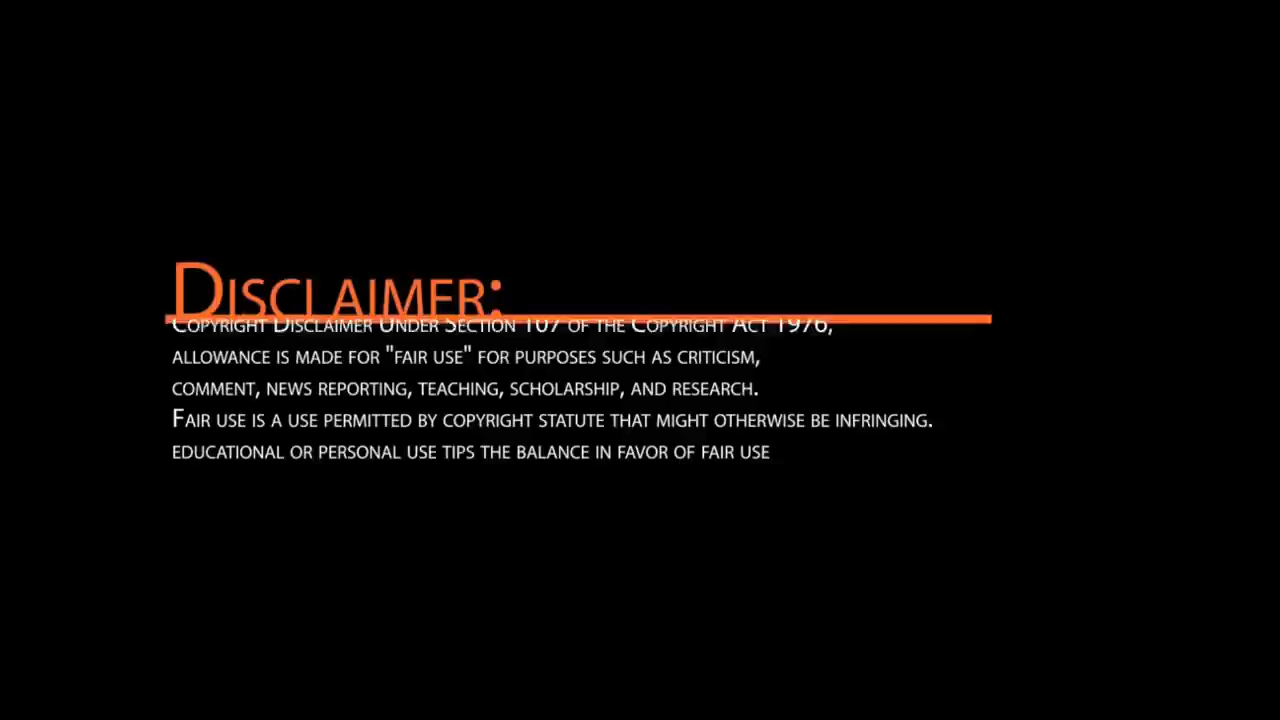 Disclaimer:
Copyright Disclaimer Under Section 107 of the Copyright Act 1976,
allowance is made for "fair use" for purposes such as criticism,
comment, news reporting, teaching, scholarship, and research.
Fair use is a use permitted by copyright statute that might otherwise be infringing.
educational or personal use tips the balance in favor of fair use